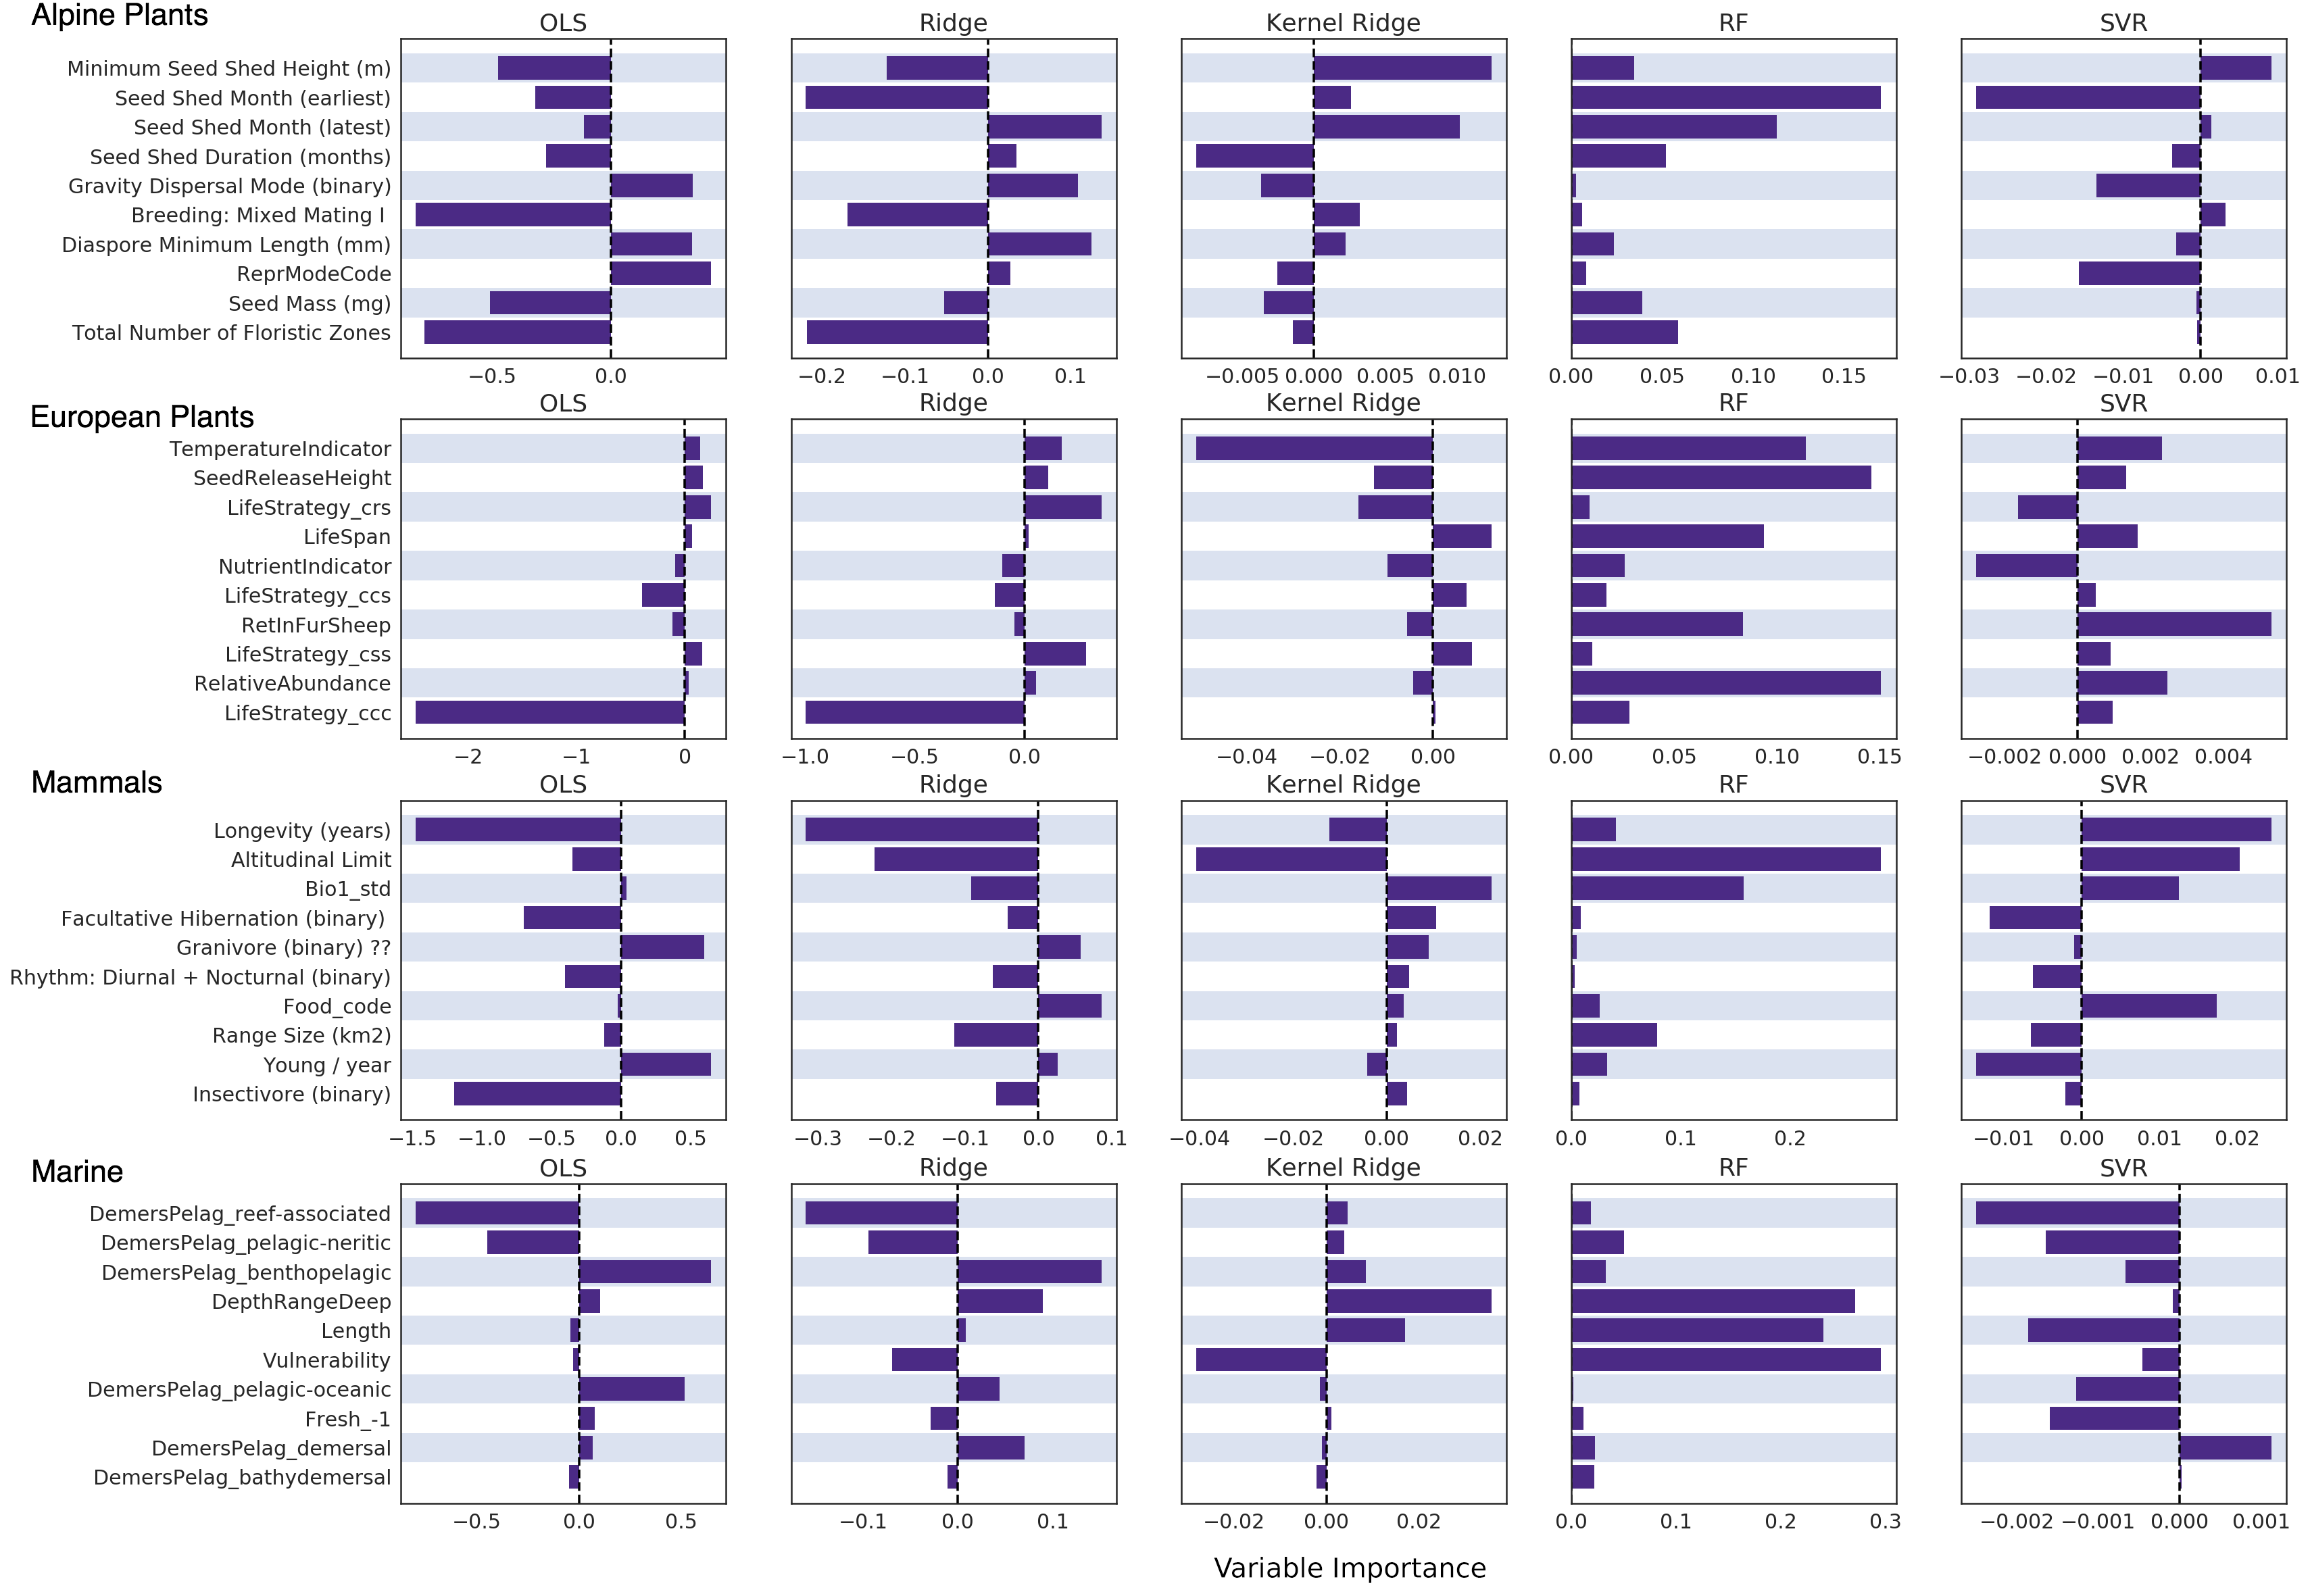 Alpine Plants
OLS Ridge Kernel Ridge RF SVR
Minimum Seed Shed Height (m)
Seed Shed Month (earliest)
Seed Shed Month (latest)
Seed Shed Duration (months)
Gravity Dispersal Mode (binary)
Breeding: Mixed Mating I
Diaspore Minimum Length (mm)
ReprModeCode
Seed Mass (mg)
Total Number of Floristic Zones
−0.5 0.0 −0.2 −0.1 0.0 0.1 −0.005 0.000 0.005 0.010 0.00 0.05 0.10 0.15 −0.03 −0.02 −0.01 0.00 0.01
European Plants
OLS Ridge Kernel Ridge RF SVR
TemperatureIndicator
SeedReleaseHeight
LifeStrategy_crs
LifeSpan
NutrientIndicator
LifeStrategy_ccs
RetInFurSheep
LifeStrategy_css
RelativeAbundance
LifeStrategy_ccc
−2 −1 0 −1.0 −0.5 0.0 −0.04 −0.02 0.00 0.00 0.05 0.10 0.15 −0.002 0.000 0.002 0.004
Mammals
OLS Ridge Kernel Ridge RF SVR
Longevity (years)
Altitudinal Limit
Bio1_std
Facultative Hibernation (binary)
Granivore (binary) ??
Rhythm: Diurnal + Nocturnal (binary)
Food_code
Range Size (km2)
Young / year
Insectivore (binary)
−1.5 −1.0 −0.5 0.0 0.5 −0.3 −0.2 −0.1 0.0 0.1 −0.04 −0.02 0.00 0.02 0.0 0.1 0.2 −0.01 0.00 0.01 0.02
Marine
OLS Ridge Kernel Ridge RF SVR
DemersPelag_reef-associated
DemersPelag_pelagic-neritic
DemersPelag_benthopelagic
DepthRangeDeep
Length
Vulnerability
DemersPelag_pelagic-oceanic
Fresh_-1
DemersPelag_demersal
DemersPelag_bathydemersal
−0.5 0.0 0.5 −0.1 0.0 0.1 −0.02 0.00 0.02 0.0 0.1 0.2 0.3 −0.002 −0.001 0.000 0.001
Variable Importance